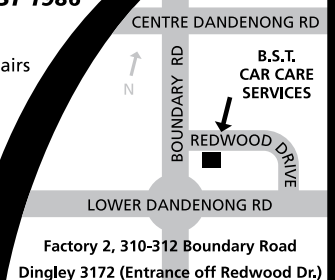 CENTRE DANDENONG RD
airs
B.S.T.
CAR CARE
SERVICES
N
BOUNDARY RD
REDWOOD DRIVE
LOWER DANDENONG RD
Factory 2, 310-312 Boundary Road
Dingley 3172 (Entrance off Redwood Dr.)